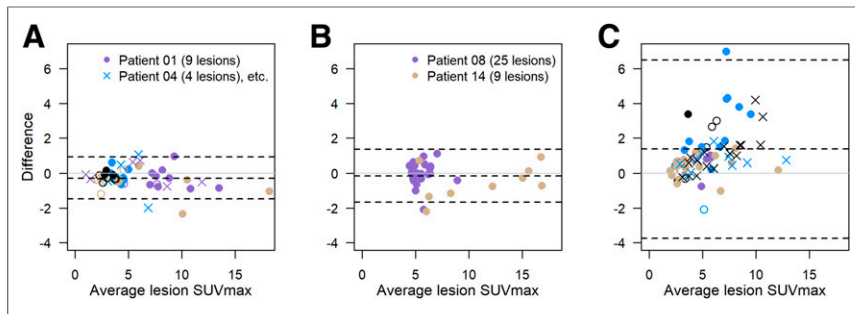 A
Patient 01 (9 lesions)
Patient 04 (4 lesions), etc.
Difference
6
4
2
0
-2
-4
0 5 10 15
Average lesion SUVmax
B
Patient 08 (25 lesions)
Patient 14 (9 lesions)
6
4
2
0
-2
-4
0 5 10 15
Average lesion SUVmax
C
6
4
2
0
-2
-4
0 5 10 15
Average lesion SUVmax